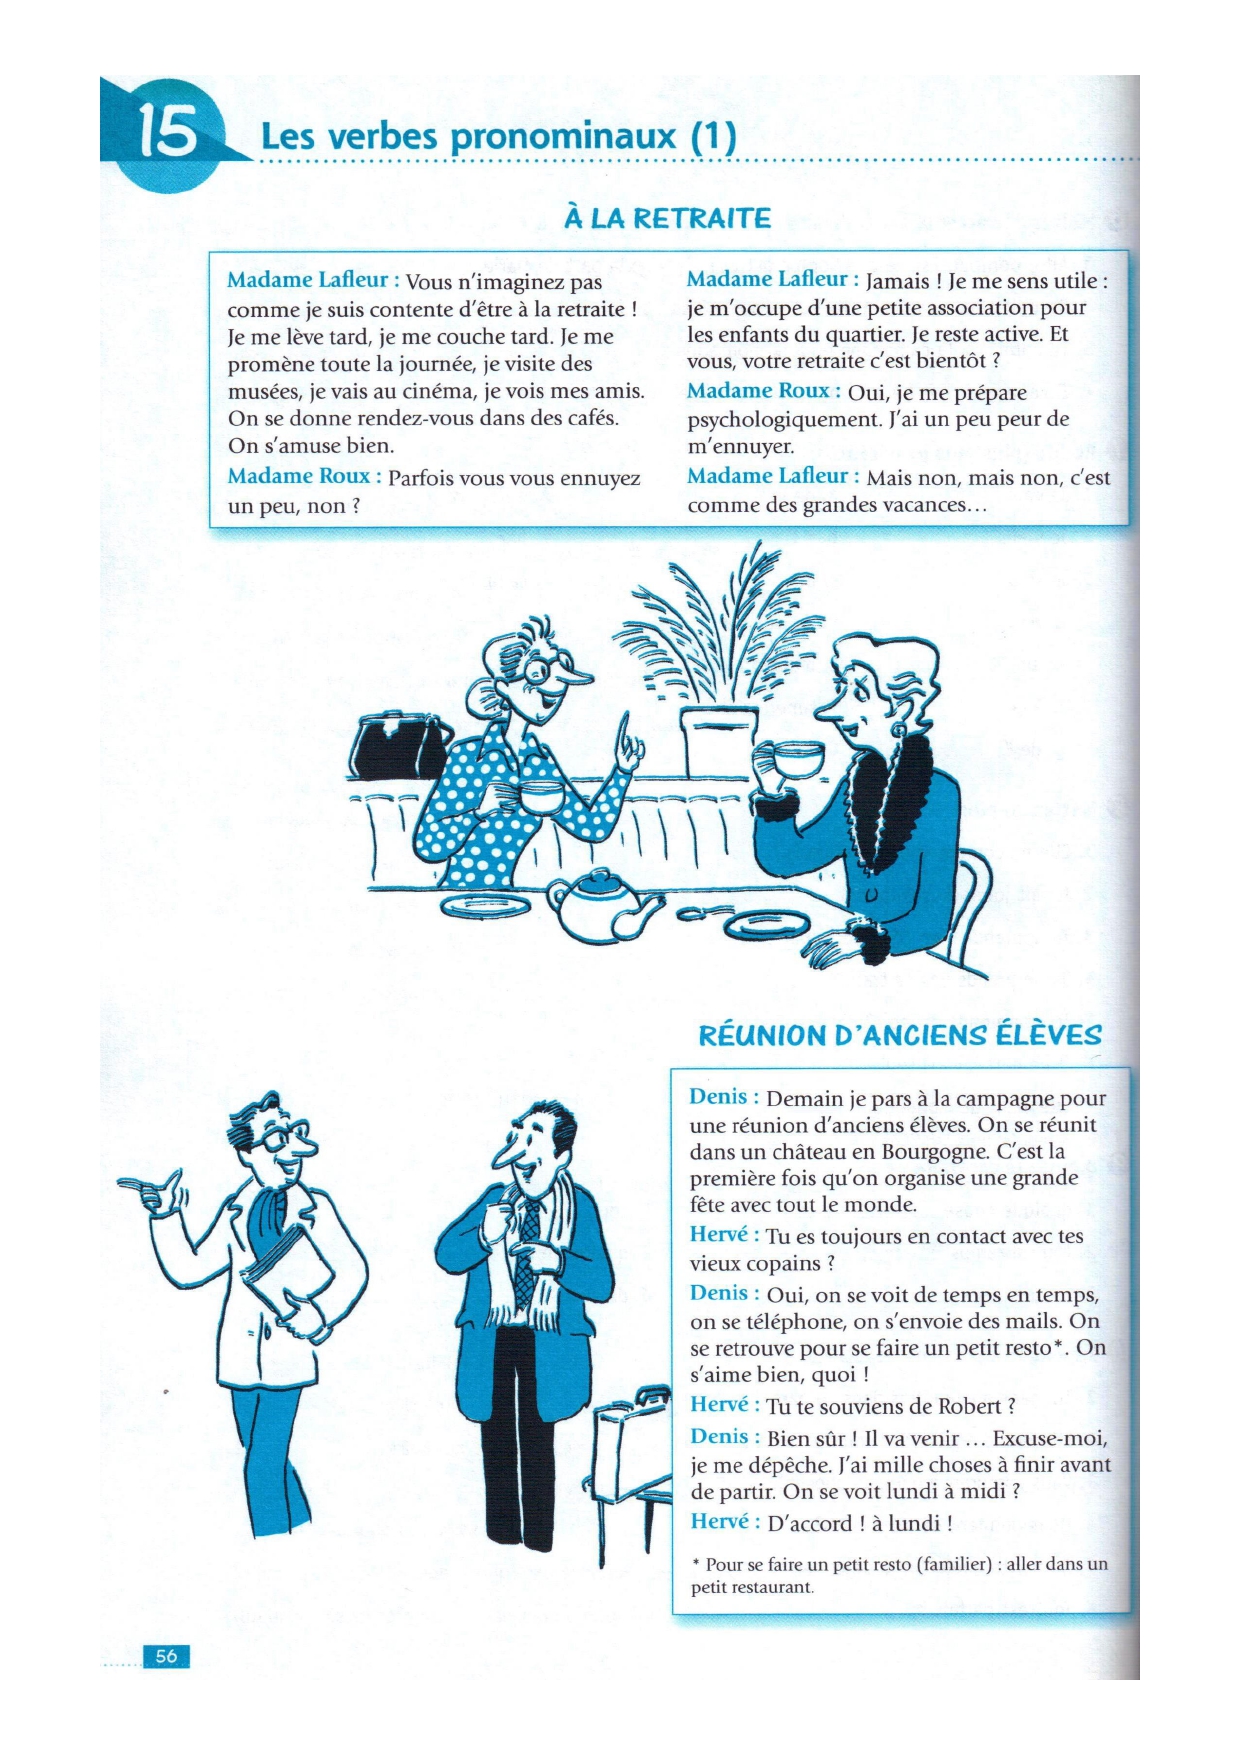 15
Les verbes pronominaux (1)
À LA RETRAITE
Madame Lafleur : Vous n'imaginez pas
comme je suis contente d'être à la retraite !
Je me lève tard, je me couche tard. Je me
promène toute la journée, je visite des
musées, je vais au cinéma, je vois mes amis.
On se donne rendez-vous dans des cafés.
On s'amuse bien.
Madame Roux : Parfois vous vous ennuyez
un peu, non ?
Madame Lafleur : Jamais ! Je me sens utile :
je m'occupe d'une petite association pour
les enfants du quartier. Je reste active. Et
vous, votre retraite c'est bientôt ?
Madame Roux : Oui, je me prépare
psychologiquement. J'ai un peu peur de
m'ennuyer.
Madame Lafleur : Mais non, mais non, c'est
comme des grandes vacances…
RÉUNION D'ANCIENS ÉLÈVES
Denis : Demain je pars à la campagne pour
une réunion d'anciens élèves. On se réunit
dans un château en Bourgogne. C'est la
première fois qu'on organise une grande
fête avec tout le monde.
Hervé : Tu es toujours en contact avec tes
vieux copains ?
Denis : Oui, on se voit de temps en temps,
on se téléphone, on s'envoie des mails. On
se retrouve pour se faire un petit resto*. On
s'aime bien, quoi !
Hervé : Tu te souviens de Robert ?
Denis : Bien sûr ! Il va venir … Excuse-moi,
je me dépêche. J'ai mille choses à finir avant
de partir. On se voit lundi à midi ?
Hervé : D'accord ! à lundi !
* Pour se faire un petit resto (familier) : aller dans un
petit restaurant.
56